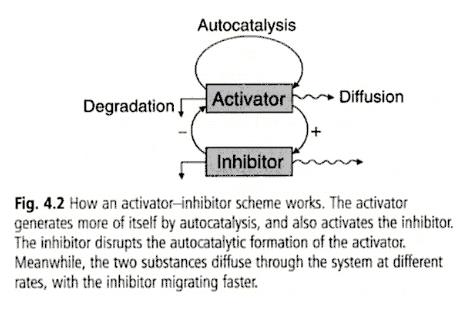 Autocatalysis
Degradation
Activator
Diffusion
−
+
Inhibitor
Fig. 4.2 How an activator–inhibitor scheme works. The activator
generates more of itself by autocatalysis, and also activates the inhibitor.
The inhibitor disrupts the autocatalytic formation of the activator.
Meanwhile, the two substances diffuse through the system at different
rates, with the inhibitor migrating faster.